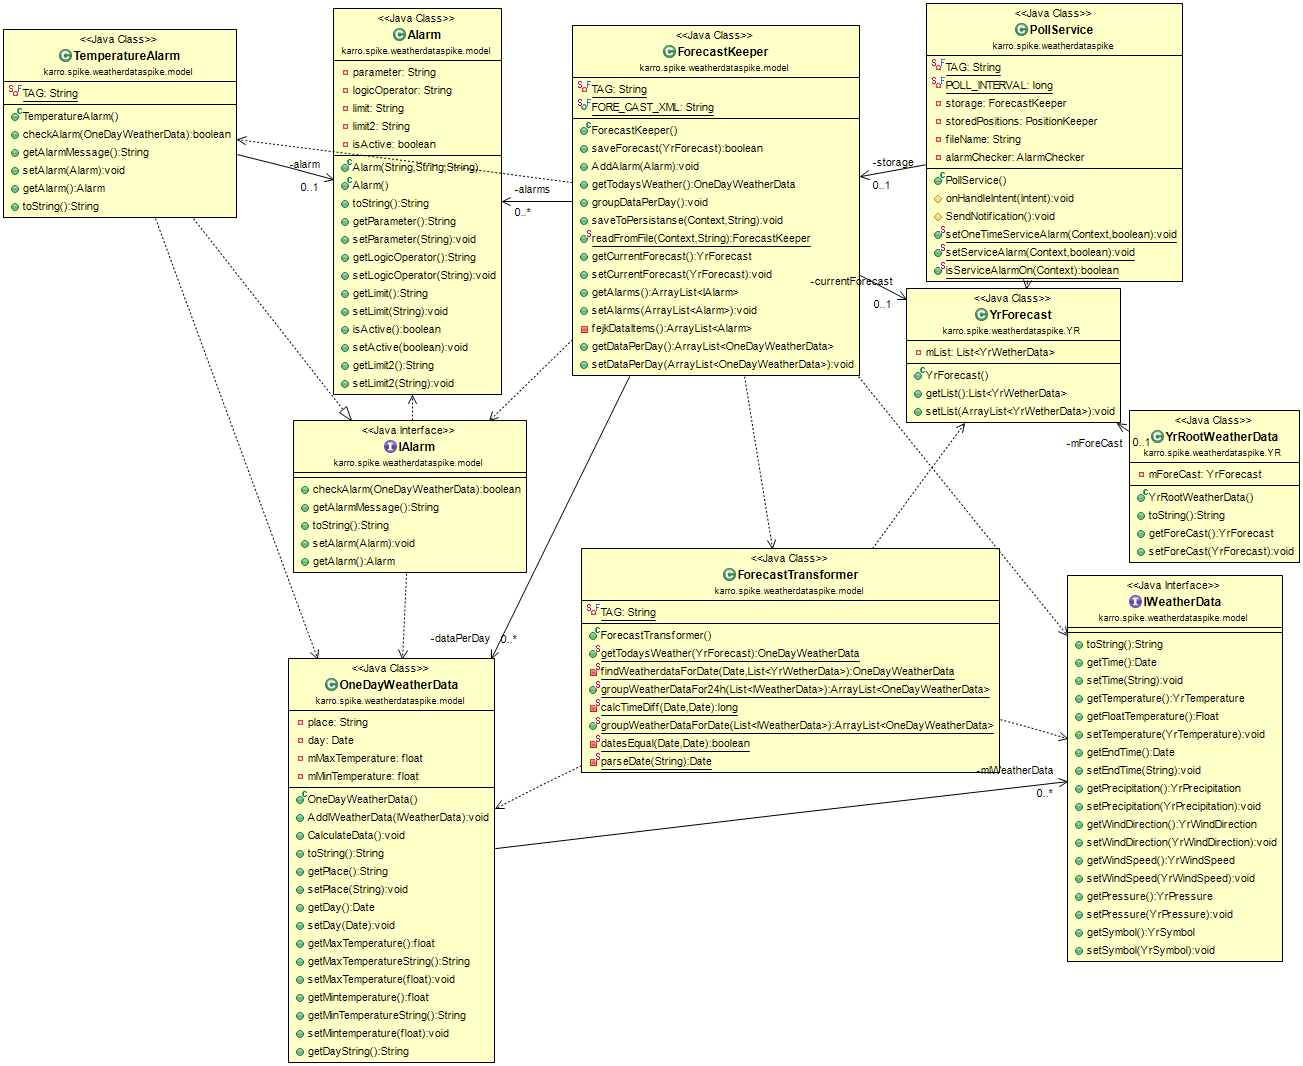 <<Java Class>>
TemperatureAlarm
karro.spike.weatherdataspike.model
TAG: String
TemperatureAlarm()
checkAlarm(OneDayWeatherData):boolean
getAlarmMessage():String
setAlarm(Alarm):void
getAlarm():Alarm
toString():String
-alarm
0..1
<<Java Class>>
Alarm
karro.spike.weatherdataspike.model
parameter: String
logicOperator: String
limit: String
limit2: String
isActive: boolean
Alarm(String,String,String)
Alarm()
toString():String
getParameter():String
setParameter(String):void
getLogicOperator():String
setLogicOperator(String):void
getLimit():String
setLimit(String):void
isActive():boolean
setActive(boolean):void
getLimit2():String
setLimit2(String):void
-alarms
0..*
<<Java Class>>
ForecastKeeper
karro.spike.weatherdataspike.model
TAG: String
FORE_CAST_XML: String
ForecastKeeper()
saveForecast(YrForecast):boolean
AddAlarm(Alarm):void
getTodaysWeather():OneDayWeatherData
groupDataPerDay():void
saveToPersistanse(Context,String):void
readFromFile(Context,String):ForecastKeeper
getCurrentForecast():YrForecast
setCurrentForecast(YrForecast):void
getAlarms():ArrayList<IAlarm>
setAlarms(ArrayList<Alarm>):void
fejkDataItems():ArrayList<Alarm>
getDataPerDay():ArrayList<OneDayWeatherData>
setDataPerDay(ArrayList<OneDayWeatherData>):void
-storage
0..1
<<Java Class>>
PollService
karro.spike.weatherdataspike
TAG: String
POLL_INTERVAL: long
storage: ForecastKeeper
storedPositions: PositionKeeper
fileName: String
alarmChecker: AlarmChecker
PollService()
onHandleIntent(Intent):void
SendNotification():void
setOneTimeServiceAlarm(Context,boolean):void
setServiceAlarm(Context,boolean):void
isServiceAlarmOn(Context):boolean
-currentForecast
0..1
<<Java Class>>
YrForecast
karro.spike.weatherdataspike.YR
mList: List<YrWetherData>
YrForecast()
getList():List<YrWetherData>
setList(ArrayList<YrWetherData>):void
-mForeCast
0..1
<<Java Class>>
YrRootWeatherData
karro.spike.weatherdataspike.YR
mForeCast: YrForecast
YrRootWeatherData()
toString():String
getForeCast():YrForecast
setForeCast(YrForecast):void
<<Java Interface>>
IAlarm
karro.spike.weatherdataspike.model
checkAlarm(OneDayWeatherData):boolean
getAlarmMessage():String
toString():String
setAlarm(Alarm):void
getAlarm():Alarm
-dataPerDay
0..*
<<Java Class>>
ForecastTransformer
karro.spike.weatherdataspike.model
TAG: String
ForecastTransformer()
getTodaysWeather(YrForecast):OneDayWeatherData
findWeatherdataForDate(Date,List<YrWetherData>):OneDayWeatherData
groupWeatherDataFor24h(List<IWeatherData>):ArrayList<OneDayWeatherData>
calcTimeDiff(Date,Date):long
groupWeatherDataForDate(List<IWeatherData>):ArrayList<OneDayWeatherData>
datesEqual(Date,Date):boolean
parseDate(String):Date
-mIWeatherData
0..*
<<Java Interface>>
IWeatherData
karro.spike.weatherdataspike.model
toString():String
getTime():Date
setTime(String):void
getTemperature():YrTemperature
getFloatTemperature():Float
setTemperature(YrTemperature):void
getEndTime():Date
setEndTime(String):void
getPrecipitation():YrPrecipitation
setPrecipitation(YrPrecipitation):void
getWindDirection():YrWindDirection
setWindDirection(YrWindDirection):void
getWindSpeed():YrWindSpeed
setWindSpeed(YrWindSpeed):void
getPressure():YrPressure
setPressure(YrPressure):void
getSymbol():YrSymbol
setSymbol(YrSymbol):void
<<Java Class>>
OneDayWeatherData
karro.spike.weatherdataspike.model
place: String
day: Date
mMaxTemperature: float
mMinTemperature: float
OneDayWeatherData()
AddIWeatherData(IWeatherData):void
CalculateData():void
toString():String
getPlace():String
setPlace(String):void
getDay():Date
setDay(Date):void
getMaxTemperature():float
getMaxTemperatureString():String
setMaxTemperature(float):void
getMintemperature():float
getMinTemperatureString():String
setMintemperature(float):void
getDayString():String